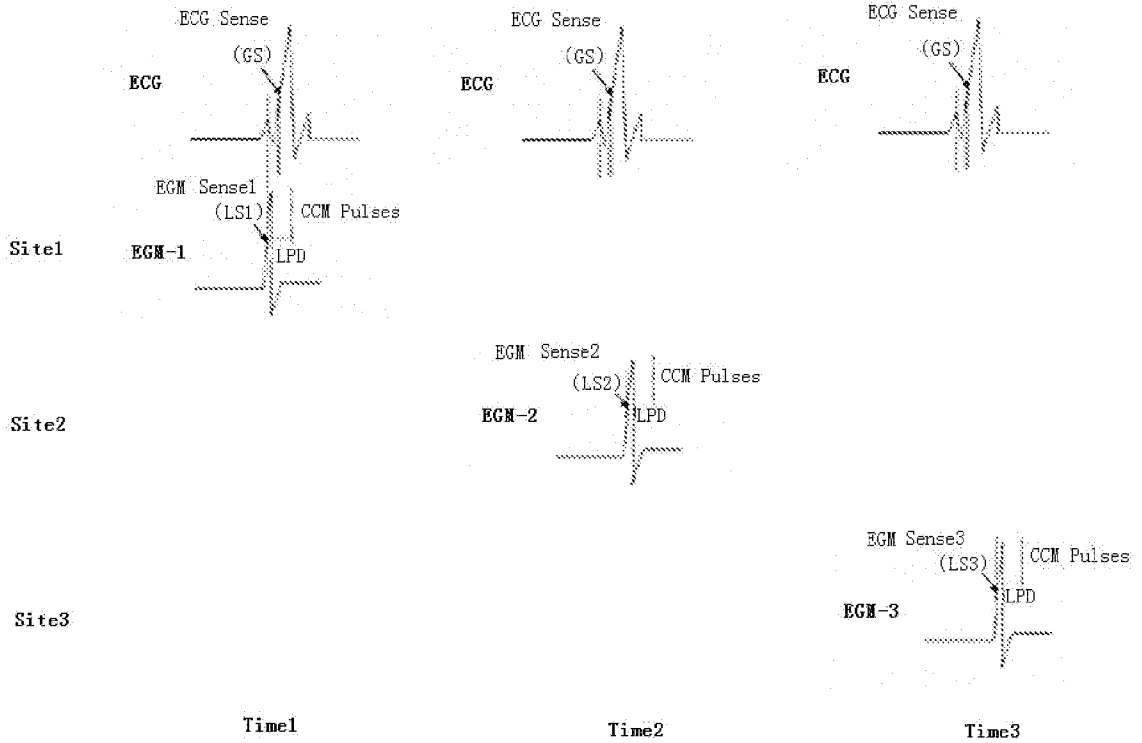 ECG Sense
(GS)
ECG
ECG Sense
(GS)
ECG
ECG Sense
(GS)
ECG
EGM Sense1
(LS1)
CCM Pulses
Site1
EGM-1
LPD
EGM Sense2
(LS2)
CCM Pulses
Site2
EGM-2
LPD
EGM Sense3
(LS3)
CCM Pulses
Site3
EGM-3
LPD
Time1
Time2
Time3